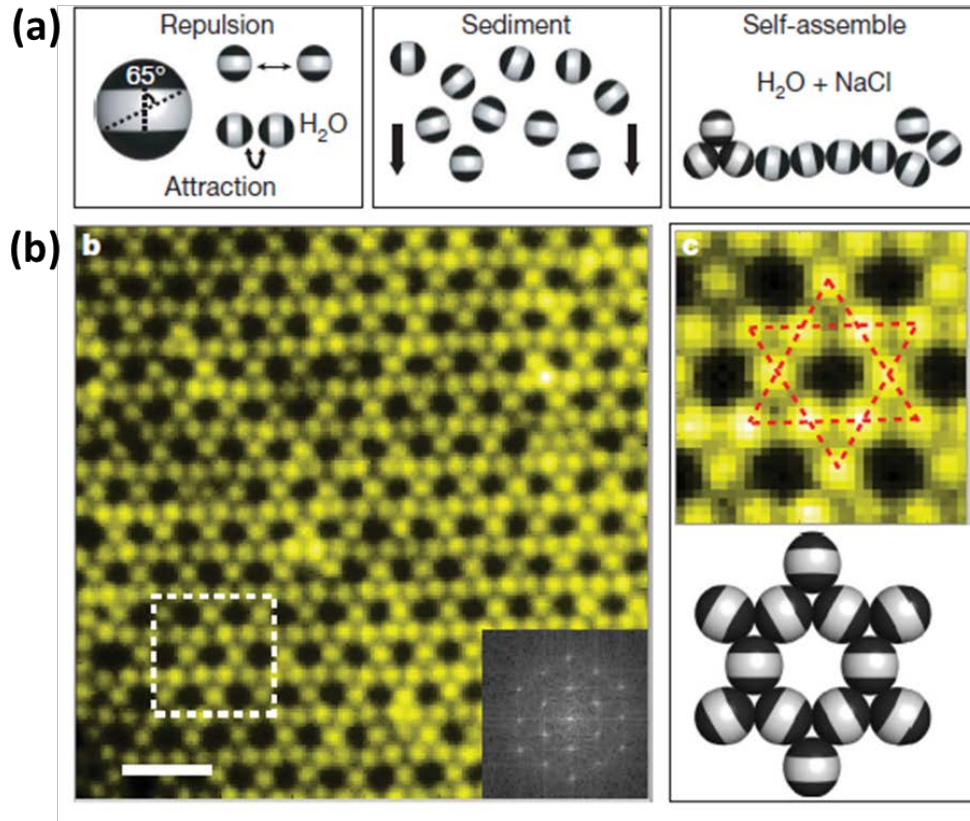 (a)
Repulsion
65°
H₂O
Attraction
Sediment
Self-assemble
H₂O + NaCl
(b)
b
c